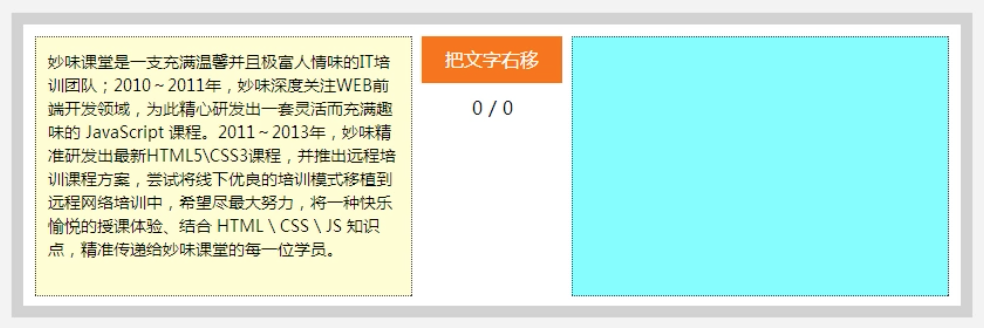 妙味课堂是一支充满温馨并且极富人情味的IT培
训团队；2010～2011年，妙味深度关注WEB前
端开发领域，为此精心研发出一套灵活而充满趣
味的 JavaScript 课程。2011～2013年，妙味精
准研发出最新HTML5\CSS3课程，并推出远程培
训课程方案，尝试将线下优良的培训模式移植到
远程网络培训中，希望尽最大努力，将一种快乐
愉悦的授课体验、结合 HTML \ CSS \ JS 知识
点，精准传递给妙味课堂的每一位学员。
把文字右移
0 / 0